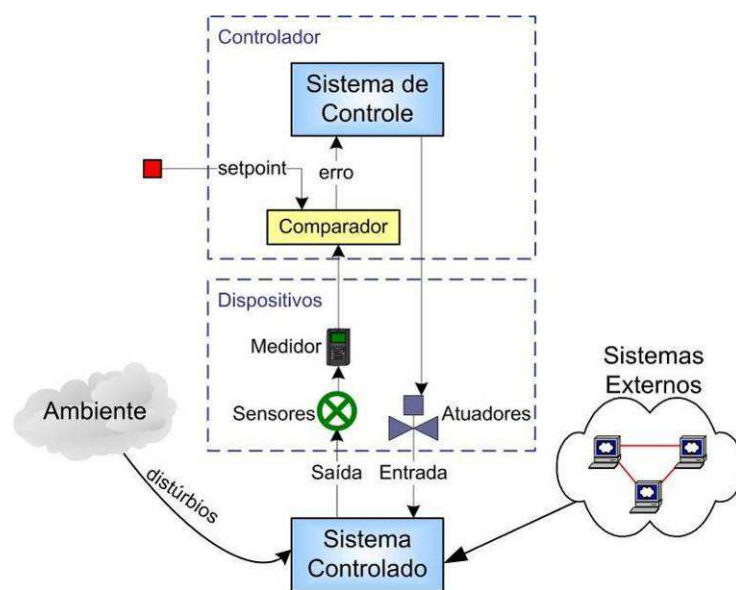 Controlador
Sistema de
Controle
setpoint
erro
Comparador
Dispositivos
Medidor
Sensores
Atuadores
Ambiente
distúrbios
Saída
Entrada
Sistemas
Externos
Sistema
Controlado